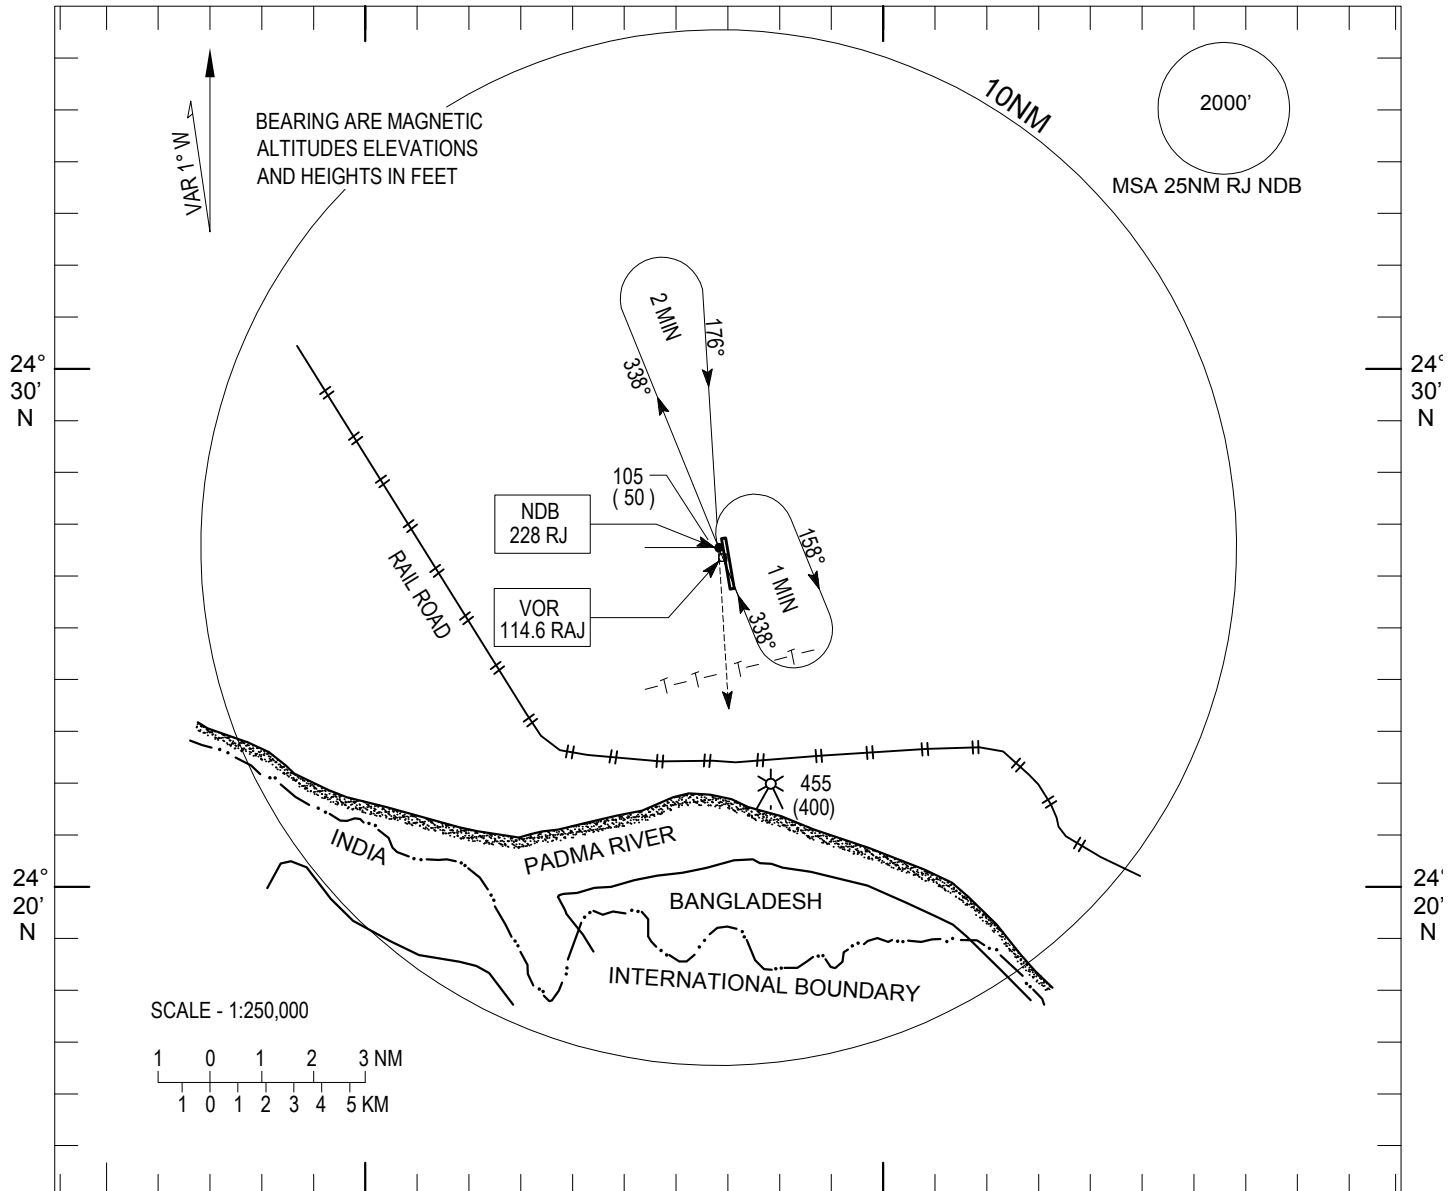 BEARING ARE MAGNETIC
ALTITUDES ELEVATIONS
AND HEIGHTS IN FEET
VAR 1° W
10NM
2000'
MSA 25NM RJ NDB
2 MIN
176°
338°
24°
30'
N
24°
30'
N
105
( 50 )
NDB
228 RJ
VOR
114.6 RAJ
158°
1 MIN
338°
RAIL ROAD
455
(400)
INDIA
PADMA RIVER
BANGLADESH
INTERNATIONAL BOUNDARY
24°
20'
N
24°
20'
N
SCALE - 1:250,000
1 0 1 2 3 NM
1 0 1 2 3 4 5 KM